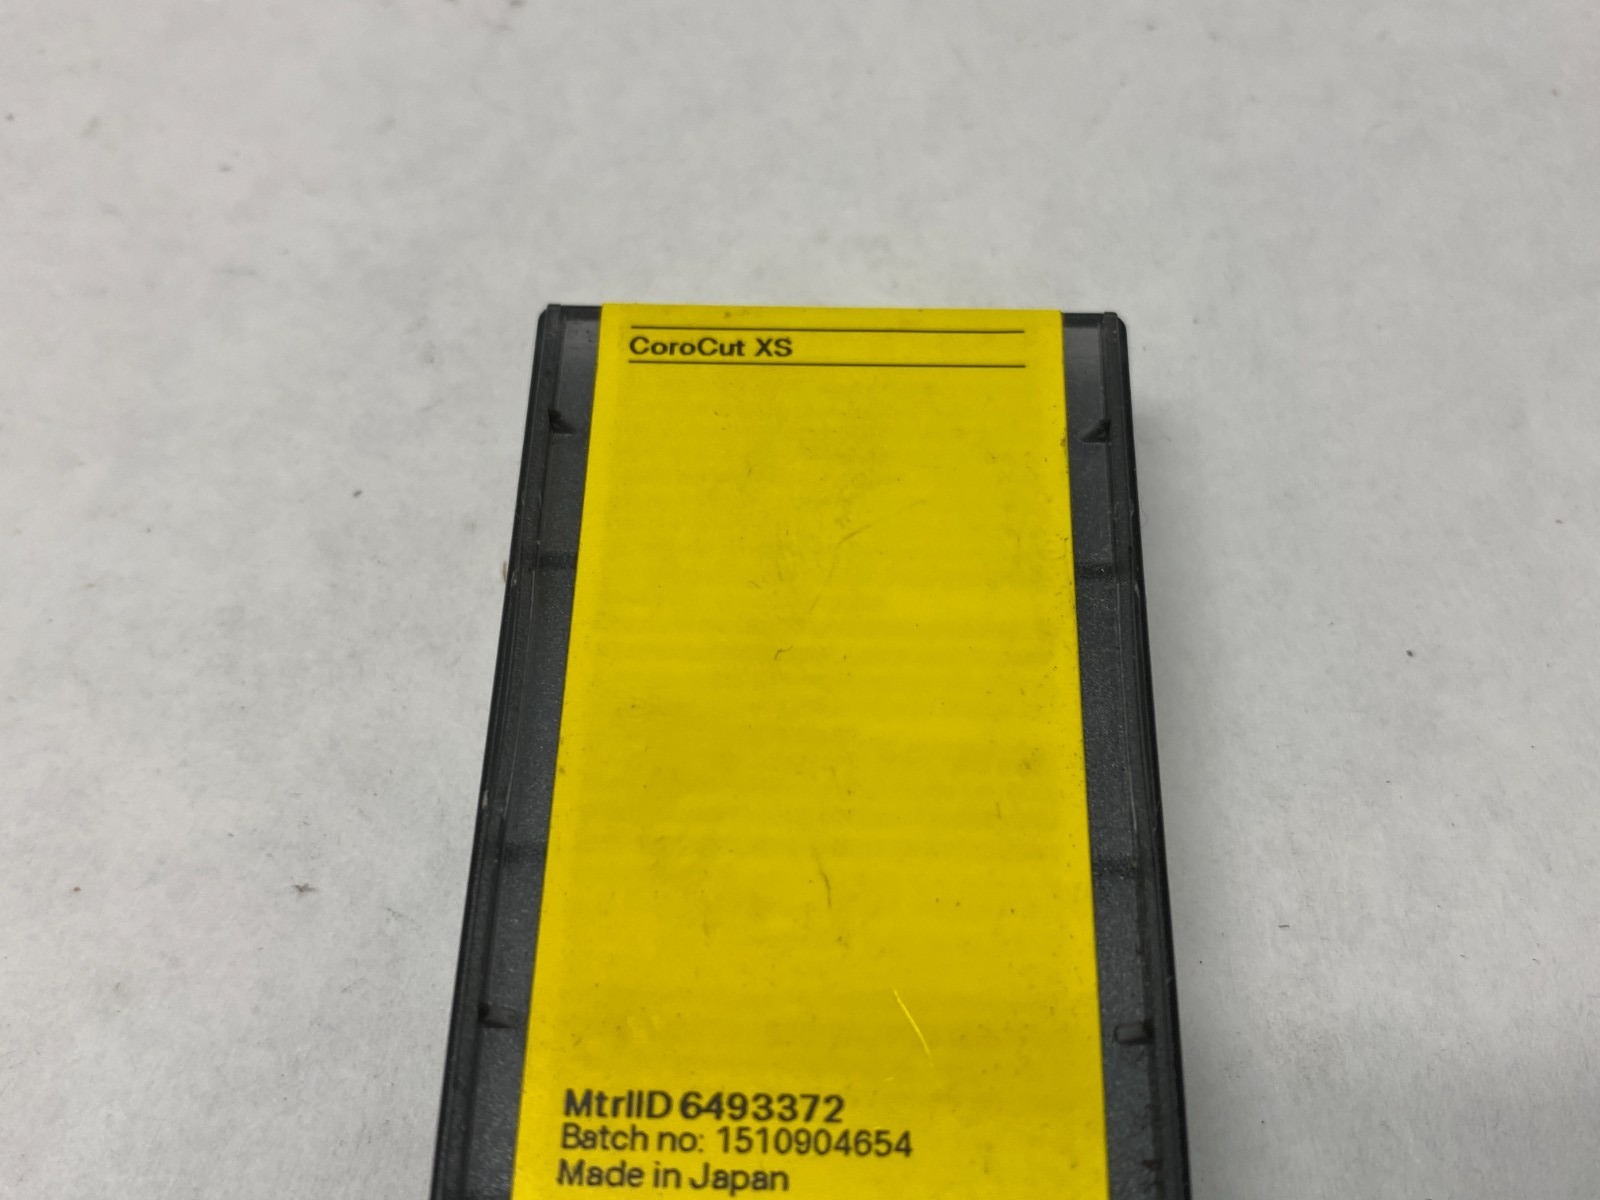 CoroCut XS
MtrlID 6493372
Batch no: 1510904654
Made in Japan